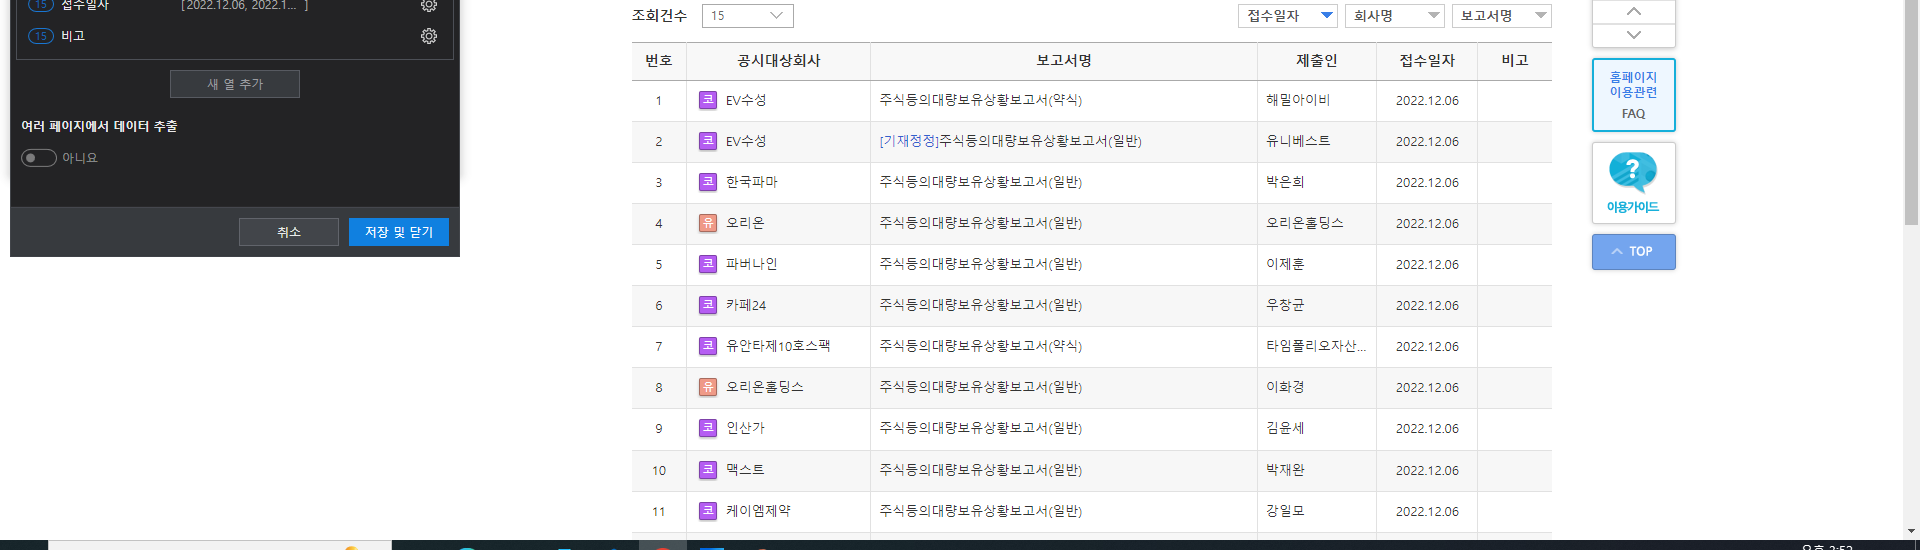 15 접수일자 [2022.12.06, 2022.1... ]
15 비고
새 열 추가
여러 페이지에서 데이터 추출
아니요
취소 저장 및 닫기
조회건수 15 접수일자 회사명 보고서명
번호 공시대상회사 보고서명 제출인 접수일자 비고
1 코 EV수성 주식등의대량보유상황보고서(약식) 해밀아이비 2022.12.06
2 코 EV수성 [기재정정]주식등의대량보유상황보고서(일반) 유니베스트 2022.12.06
3 코 한국파마 주식등의대량보유상황보고서(일반) 박은희 2022.12.06
4 유 오리온 주식등의대량보유상황보고서(일반) 오리온홀딩스 2022.12.06
5 코 파버나인 주식등의대량보유상황보고서(일반) 이제훈 2022.12.06
6 코 카페24 주식등의대량보유상황보고서(일반) 우창균 2022.12.06
7 코 유안타제10호스팩 주식등의대량보유상황보고서(약식) 타임폴리오자산... 2022.12.06
8 유 오리온홀딩스 주식등의대량보유상황보고서(일반) 이화경 2022.12.06
9 코 인산가 주식등의대량보유상황보고서(일반) 김윤세 2022.12.06
10 코 맥스트 주식등의대량보유상황보고서(일반) 박재완 2022.12.06
11 코 케이엠제약 주식등의대량보유상황보고서(일반) 강일모 2022.12.06
홈페이지
이용관련
FAQ
?
이용가이드
TOP